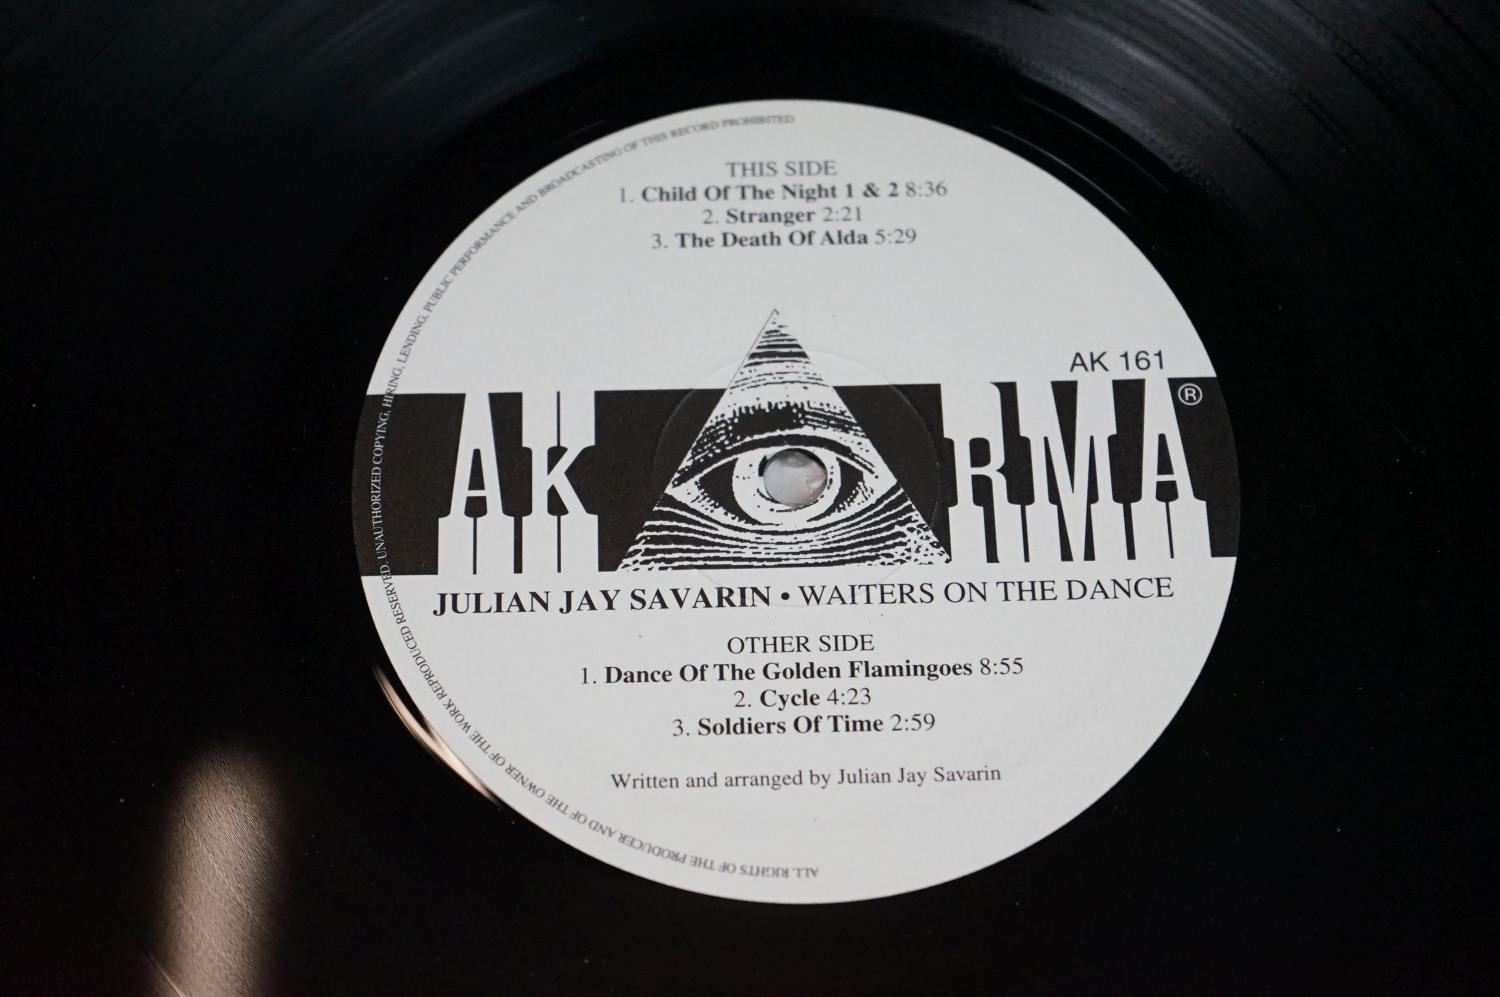 THIS SIDE
1. Child Of The Night 1 & 2 8:36
2. Stranger 2:21
3. The Death Of Alda 5:29
AK 161
AKARMA ®
JULIAN JAY SAVARIN • WAITERS ON THE DANCE
OTHER SIDE
1. Dance Of The Golden Flamingoes 8:55
2. Cycle 4:23
3. Soldiers Of Time 2:59
Written and arranged by Julian Jay Savarin
ALL RIGHTS OF THE PRODUCER AND OF THE OWNER OF THE WORK REPRODUCED RESERVED. UNAUTHORIZED COPYING, HIRING, LENDING, PUBLIC PERFORMANCE AND BROADCASTING OF THIS RECORD PROHIBITED